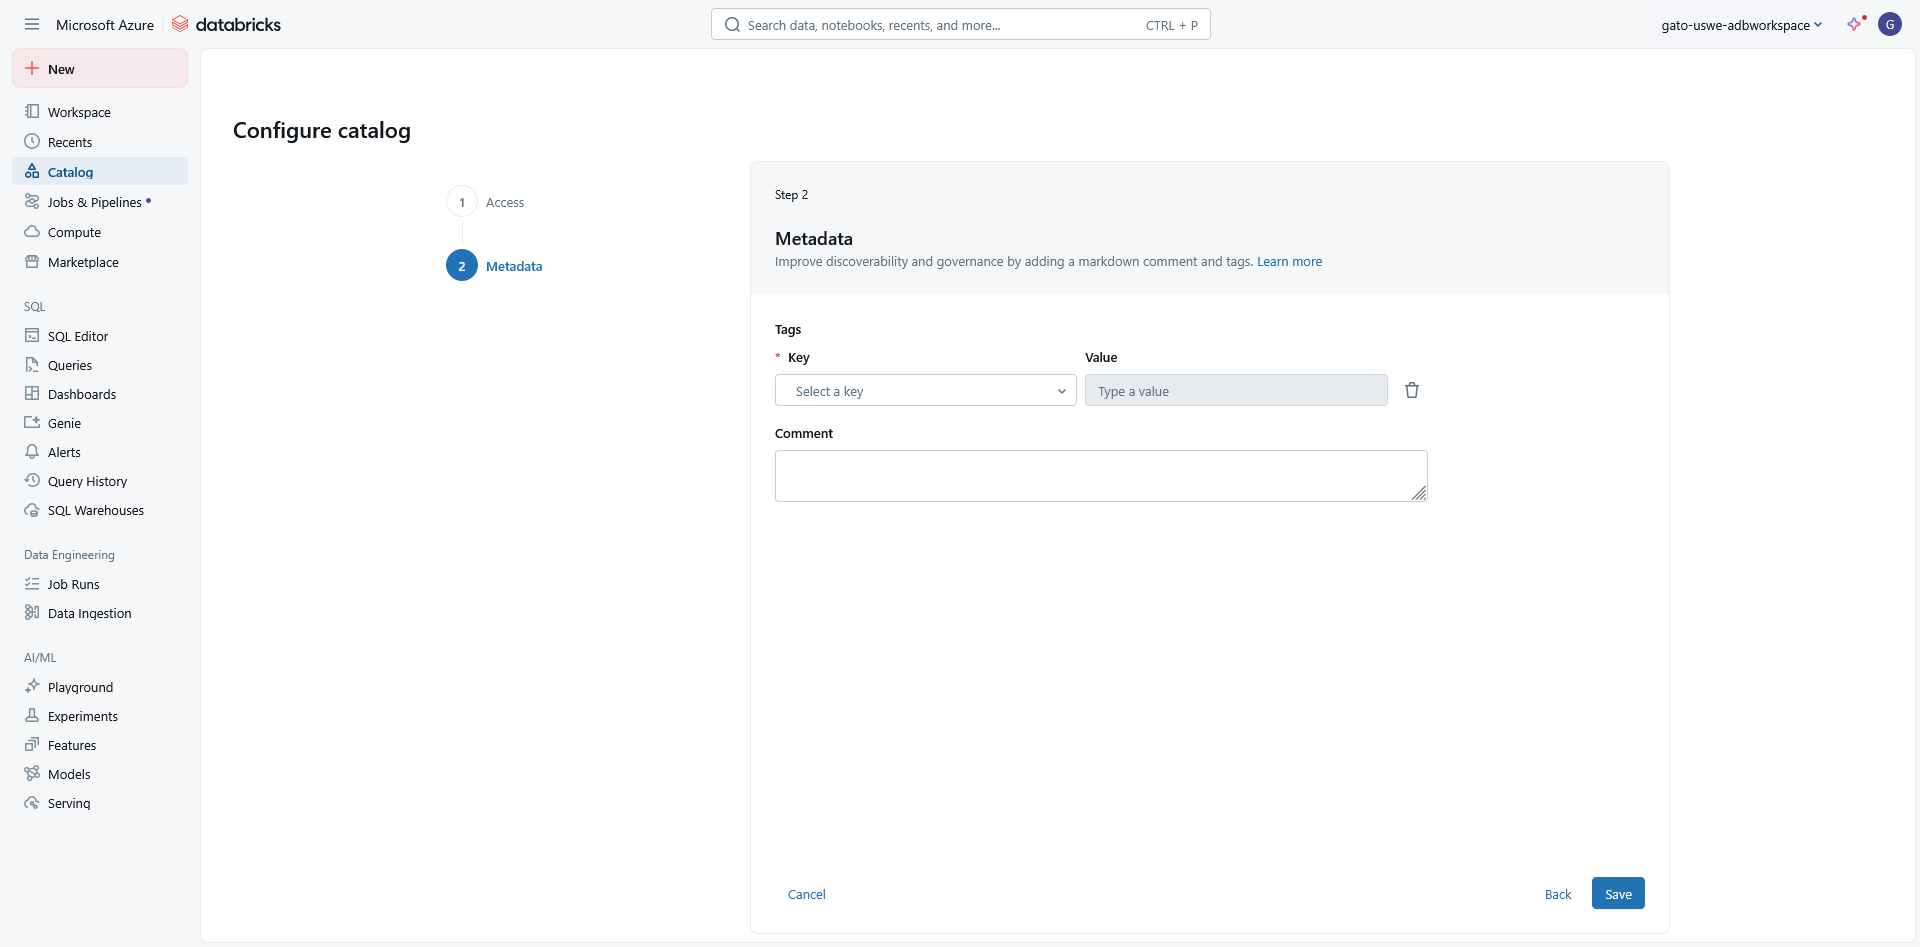 Microsoft Azure databricks
Search data, notebooks, recents, and more... CTRL + P
gato-uswe-adbworkspace
G
New
Workspace
Recents
Catalog
Jobs & Pipelines
Compute
Marketplace
SQL
SQL Editor
Queries
Dashboards
Genie
Alerts
Query History
SQL Warehouses
Data Engineering
Job Runs
Data Ingestion
AI/ML
Playground
Experiments
Features
Models
Serving
Configure catalog
1 Access
2 Metadata
Step 2
Metadata
Improve discoverability and governance by adding a markdown comment and tags. Learn more
Tags
* Key Value
Select a key Type a value
Comment
Cancel Back Save